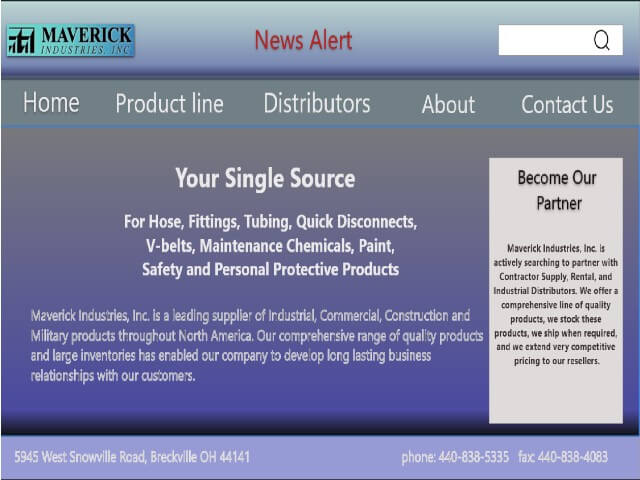 MAVERICK
INDUSTRIES, INC
News Alert
Home Product line Distributors About Contact Us
Your Single Source
For Hose, Fittings, Tubing, Quick Disconnects,
V-belts, Maintenance Chemicals, Paint,
Safety and Personal Protective Products
Maverick Industries, Inc. is a leading supplier of Industrial, Commercial, Construction and
Military products throughout North America. Our comprehensive range of quality products
and large inventories has enabled our company to develop long lasting business
relationships with our customers.
Become Our
Partner
Maverick Industries, Inc. is
actively searching to partner with
Contractor Supply, Rental, and
Industrial Distributors. We offer a
comprehensive line of quality
products, we stock these
products, we ship when required,
and we extend very competitive
pricing to our resellers.
5945 West Snowville Road, Breckville OH 44141
phone: 440-838-5335 fax: 440-838-4083